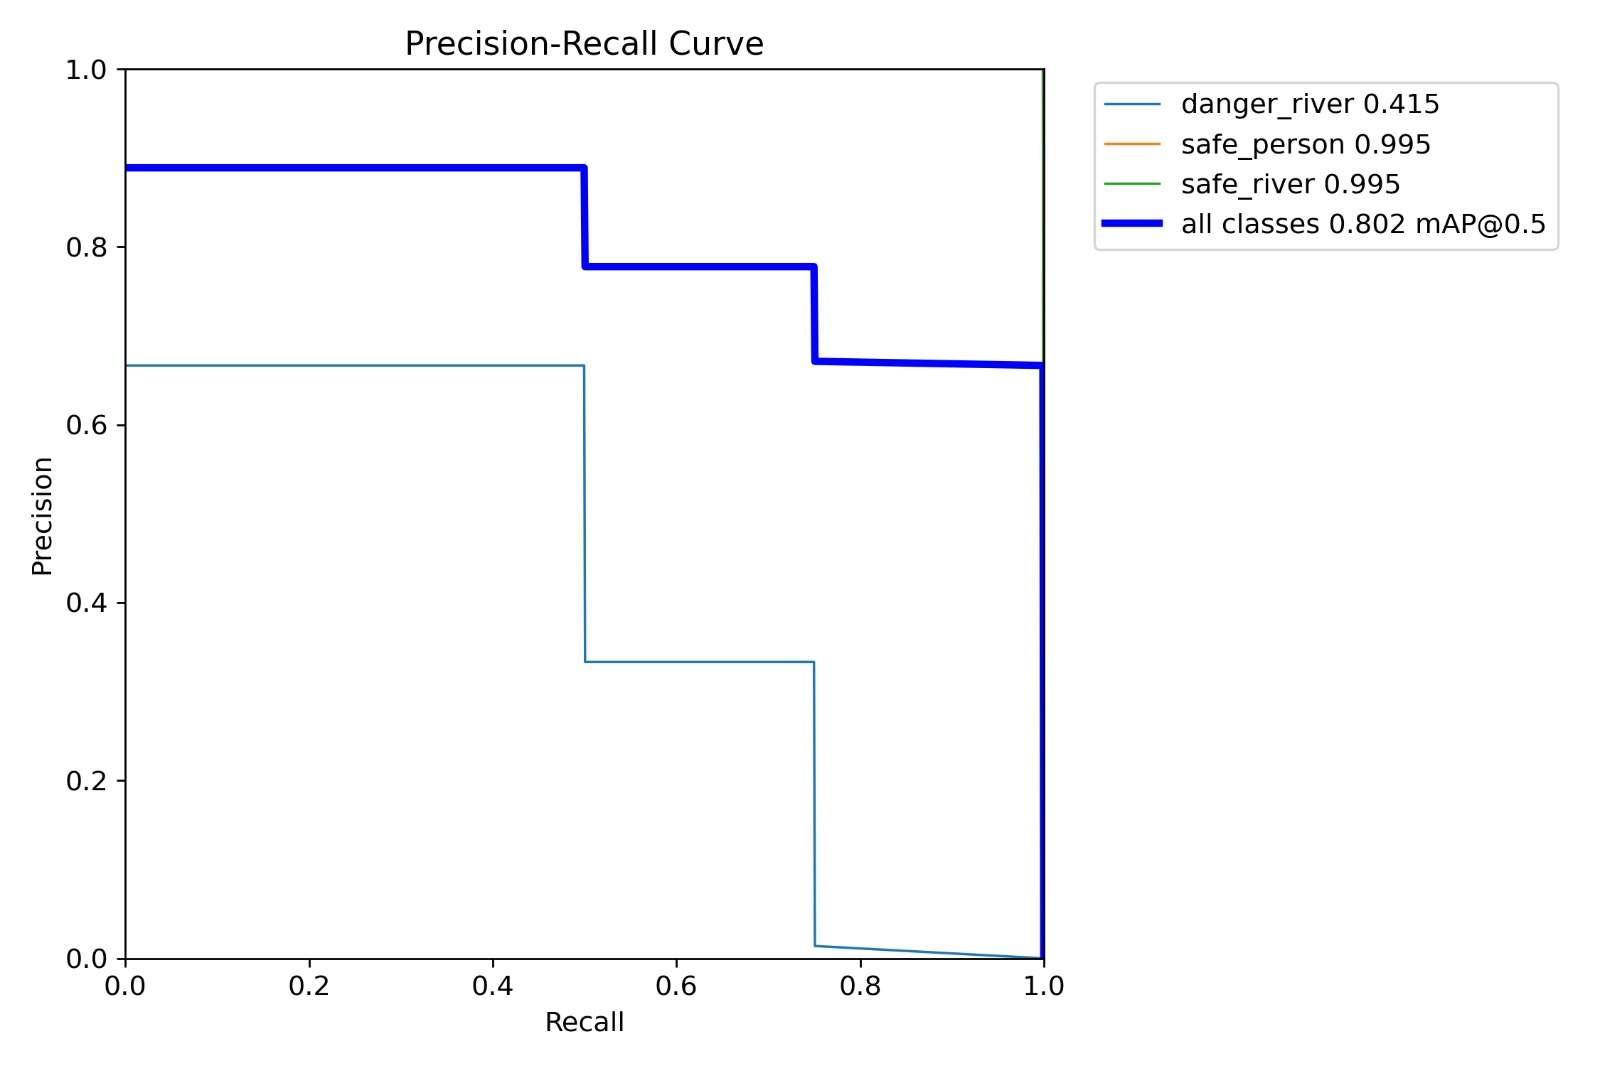 Precision-Recall Curve
1.0
0.8
0.6
0.4
0.2
0.0
Precision
0.0 0.2 0.4 0.6 0.8 1.0
Recall
danger_river 0.415
safe_person 0.995
safe_river 0.995
all classes 0.802 mAP@0.5